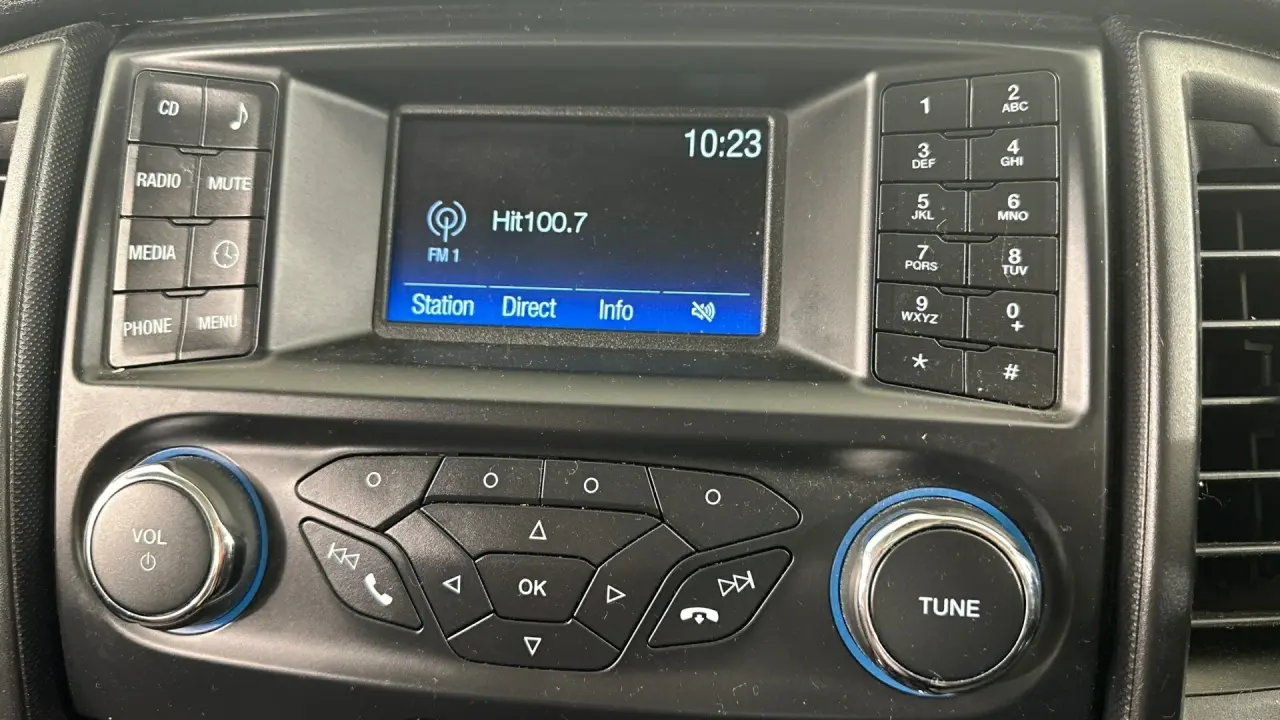 CD
RADIO MUTE
MEDIA
PHONE MENU
10:23
Hit100.7
FM 1
Station Direct Info
1 2 ABC
3 DEF 4 GHI
5 JKL 6 MNO
7 PQRS 8 TUV
9 WXYZ 0 +
* #
VOL
OK
TUNE